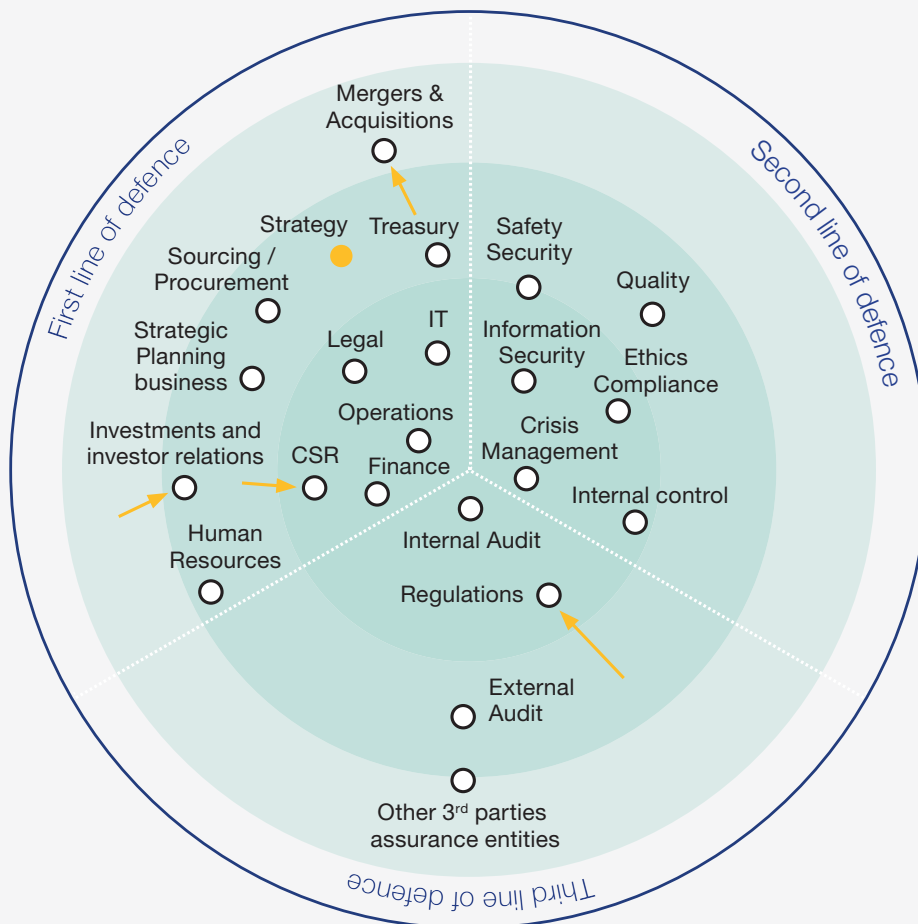 First line of defence
Second line of defence
Mergers &
Acquisitions
Strategy
Treasury
Safety
Security
Sourcing /
Procurement
Quality
Strategic
Planning
business
Legal
IT
Information
Security
Ethics
Compliance
Operations
Crisis
Management
Investments and
investor relations
CSR
Finance
Internal control
Human
Resources
Internal Audit
Regulations
External
Audit
Other 3rd parties
assurance entities
Third line of defence